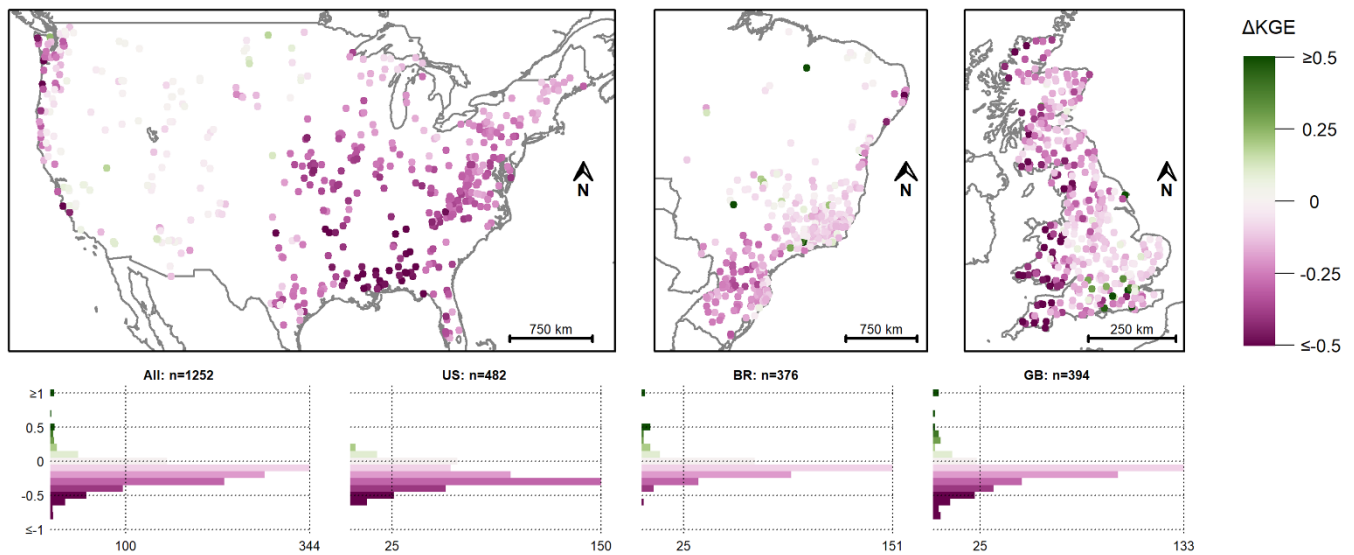 ΔKGE
≥0.5
0.25
0
-0.25
≤-0.5
N
750 km
N
750 km
N
250 km
All: n=1252
US: n=482
BR: n=376
GB: n=394
≥1
0.5
0
-0.5
≤-1
100
344
25
150
25
151
25
133